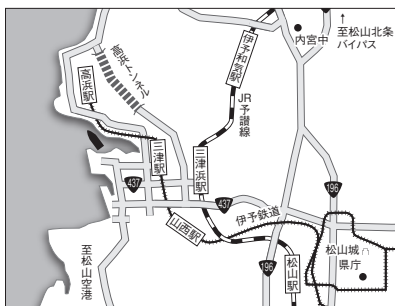 ↑
至松山北条
バイパス
内宮中
伊予和気駅
高浜トンネル
高浜駅
JR
予讃線
三津駅
三津浜駅
437
437
196
伊予鉄道
山西駅
松山城
県庁
松山駅
196
至松山空港